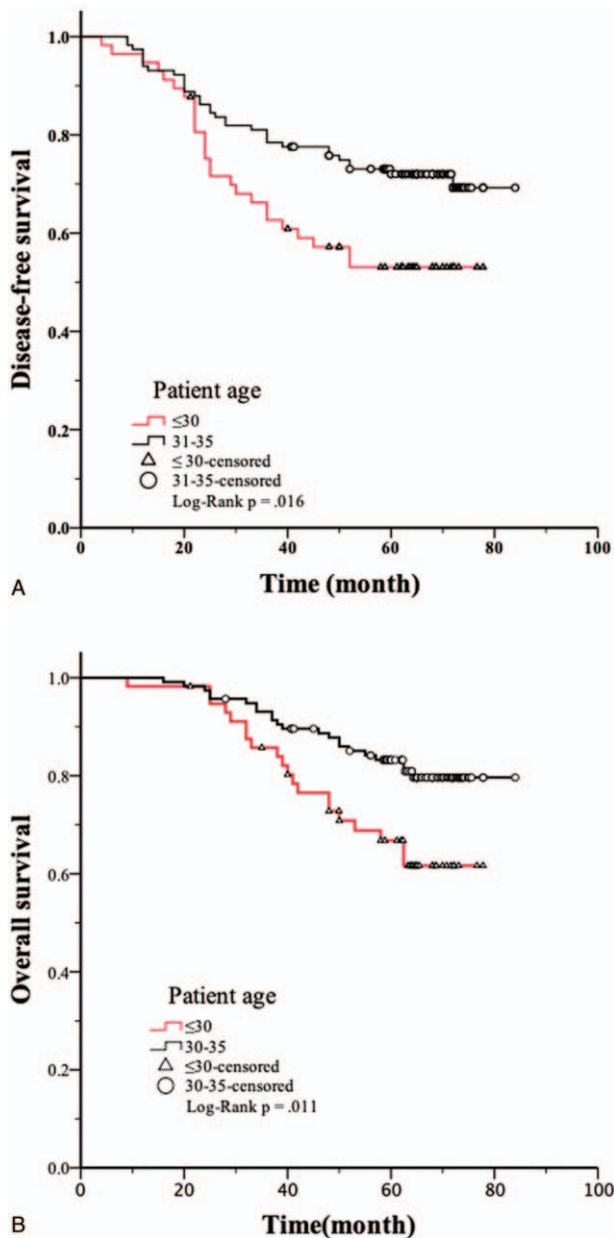 1.0
0.8
0.6
0.4
0.2
0.0
Disease-free survival
Patient age
≤30
31-35
≤ 30-censored
31-35-censored
Log-Rank p = .016
0 20 40 60 80 100
Time (month)
A
1.0
0.8
0.6
0.4
0.2
0.0
Overall survival
Patient age
≤30
30-35
≤30-censored
30-35-censored
Log-Rank p = .011
0 20 40 60 80 100
Time(month)
B